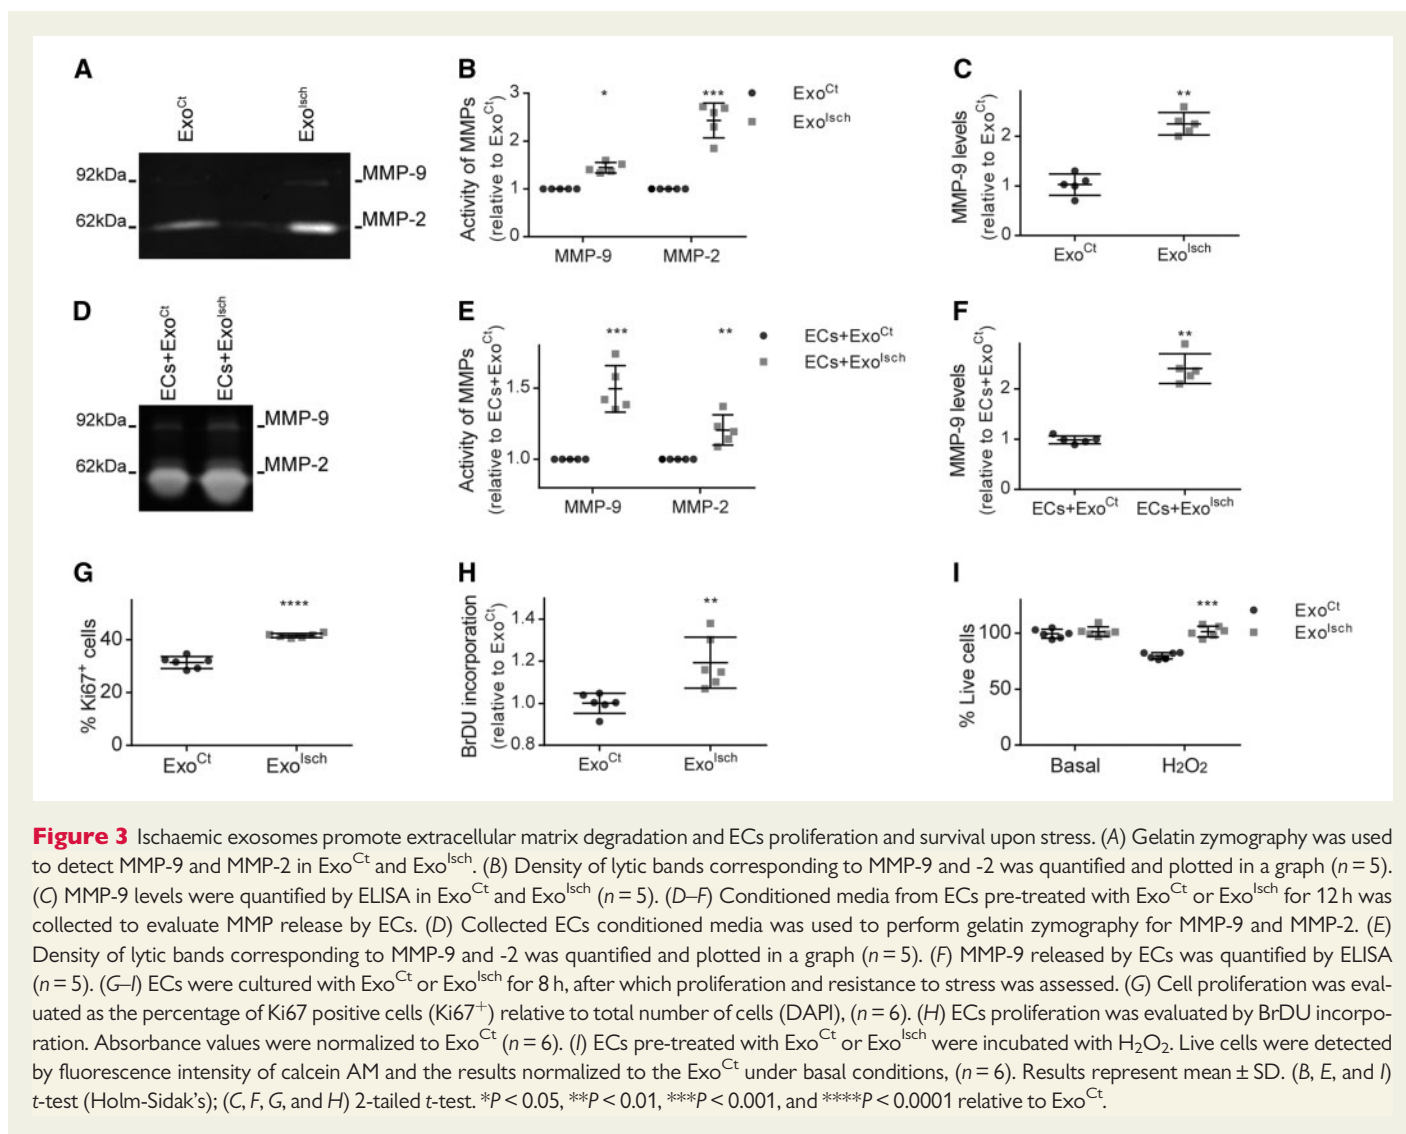 A
Exo^Ct
Exo^Isch
92kDa
62kDa
MMP-9
MMP-2
B
Activity of MMPs
(relative to Exo^Ct)
3
2
1
0
*
***
MMP-9 MMP-2
Exo^Ct
Exo^Isch
C
MMP-9 levels
(relative to Exo^Ct)
2
1
0
**
Exo^Ct Exo^Isch
D
ECs+Exo^Ct
ECs+Exo^Isch
92kDa
62kDa
MMP-9
MMP-2
E
Activity of MMPs
(relative to ECs+Exo^Ct)
1.5
1.0
***
**
MMP-9 MMP-2
ECs+Exo^Ct
ECs+Exo^Isch
F
MMP-9 levels
(relative to ECs+Exo^Ct)
2
1
0
**
ECs+Exo^Ct ECs+Exo^Isch
G
% Ki67⁺ cells
40
20
0
****
Exo^Ct Exo^Isch
H
BrDU incorporation
(relative to Exo^Ct)
1.4
1.2
1.0
0.8
**
Exo^Ct Exo^Isch
I
% Live cells
100
50
0
***
Basal H₂O₂
Exo^Ct
Exo^Isch
Figure 3 Ischaemic exosomes promote extracellular matrix degradation and ECs proliferation and survival upon stress. (A) Gelatin zymography was used
to detect MMP-9 and MMP-2 in Exo^Ct and Exo^Isch. (B) Density of lytic bands corresponding to MMP-9 and -2 was quantified and plotted in a graph (n = 5).
(C) MMP-9 levels were quantified by ELISA in Exo^Ct and Exo^Isch (n = 5). (D–F) Conditioned media from ECs pre-treated with Exo^Ct or Exo^Isch for 12 h was
collected to evaluate MMP release by ECs. (D) Collected ECs conditioned media was used to perform gelatin zymography for MMP-9 and MMP-2. (E)
Density of lytic bands corresponding to MMP-9 and -2 was quantified and plotted in a graph (n = 5). (F) MMP-9 released by ECs was quantified by ELISA
(n = 5). (G–I) ECs were cultured with Exo^Ct or Exo^Isch for 8 h, after which proliferation and resistance to stress was assessed. (G) Cell proliferation was eval-
uated as the percentage of Ki67 positive cells (Ki67⁺) relative to total number of cells (DAPI), (n = 6). (H) ECs proliferation was evaluated by BrDU incorpo-
ration. Absorbance values were normalized to Exo^Ct (n = 6). (I) ECs pre-treated with Exo^Ct or Exo^Isch were incubated with H₂O₂. Live cells were detected
by fluorescence intensity of calcein AM and the results normalized to the Exo^Ct under basal conditions, (n = 6). Results represent mean ± SD. (B, E, and I)
t-test (Holm-Sidak’s); (C, F, G, and H) 2-tailed t-test. *P < 0.05, **P < 0.01, ***P < 0.001, and ****P < 0.0001 relative to Exo^Ct.